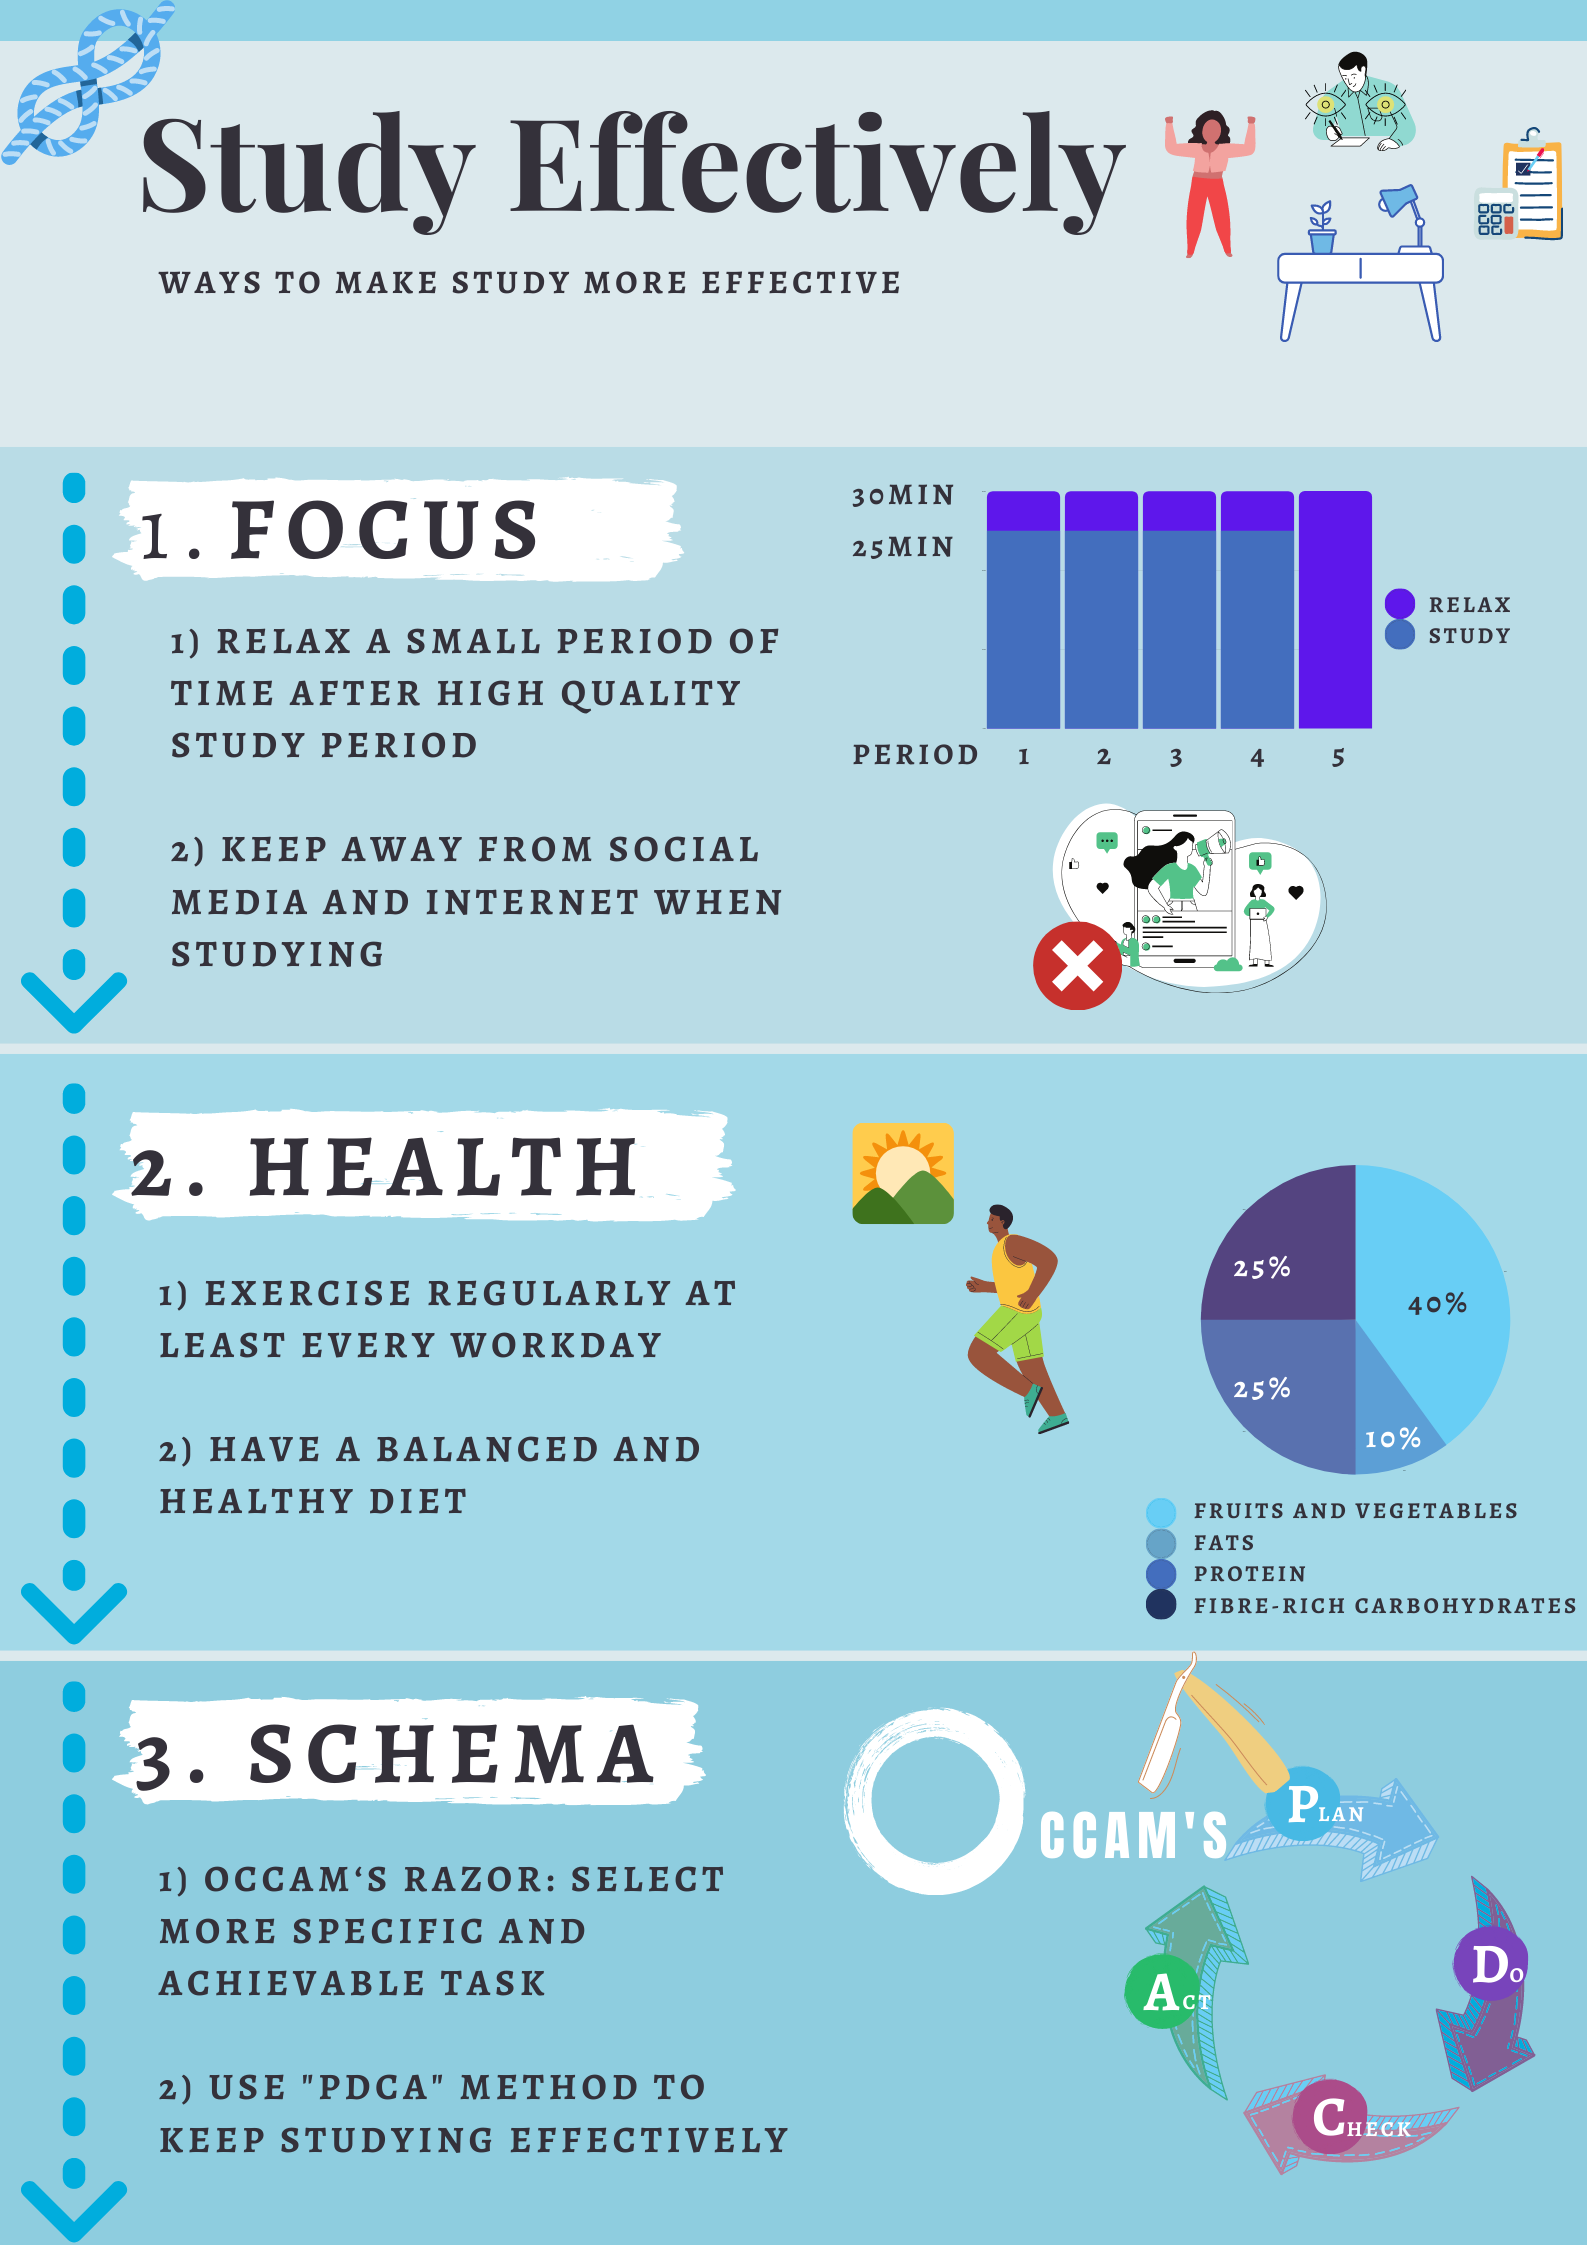 Study Effectively
WAYS TO MAKE STUDY MORE EFFECTIVE
1. FOCUS
1) RELAX A SMALL PERIOD OF
TIME AFTER HIGH QUALITY
STUDY PERIOD
2) KEEP AWAY FROM SOCIAL
MEDIA AND INTERNET WHEN
STUDYING
30MIN
25MIN
RELAX
STUDY
PERIOD 1 2 3 4 5
2. HEALTH
1) EXERCISE REGULARLY AT
LEAST EVERY WORKDAY
2) HAVE A BALANCED AND
HEALTHY DIET
25%
40%
25%
10%
FRUITS AND VEGETABLES
FATS
PROTEIN
FIBRE-RICH CARBOHYDRATES
3. SCHEMA
1) OCCAM‘S RAZOR: SELECT
MORE SPECIFIC AND
ACHIEVABLE TASK
2) USE "PDCA" METHOD TO
KEEP STUDYING EFFECTIVELY
CCAM'S
PLAN
DO
CHECK
ACT